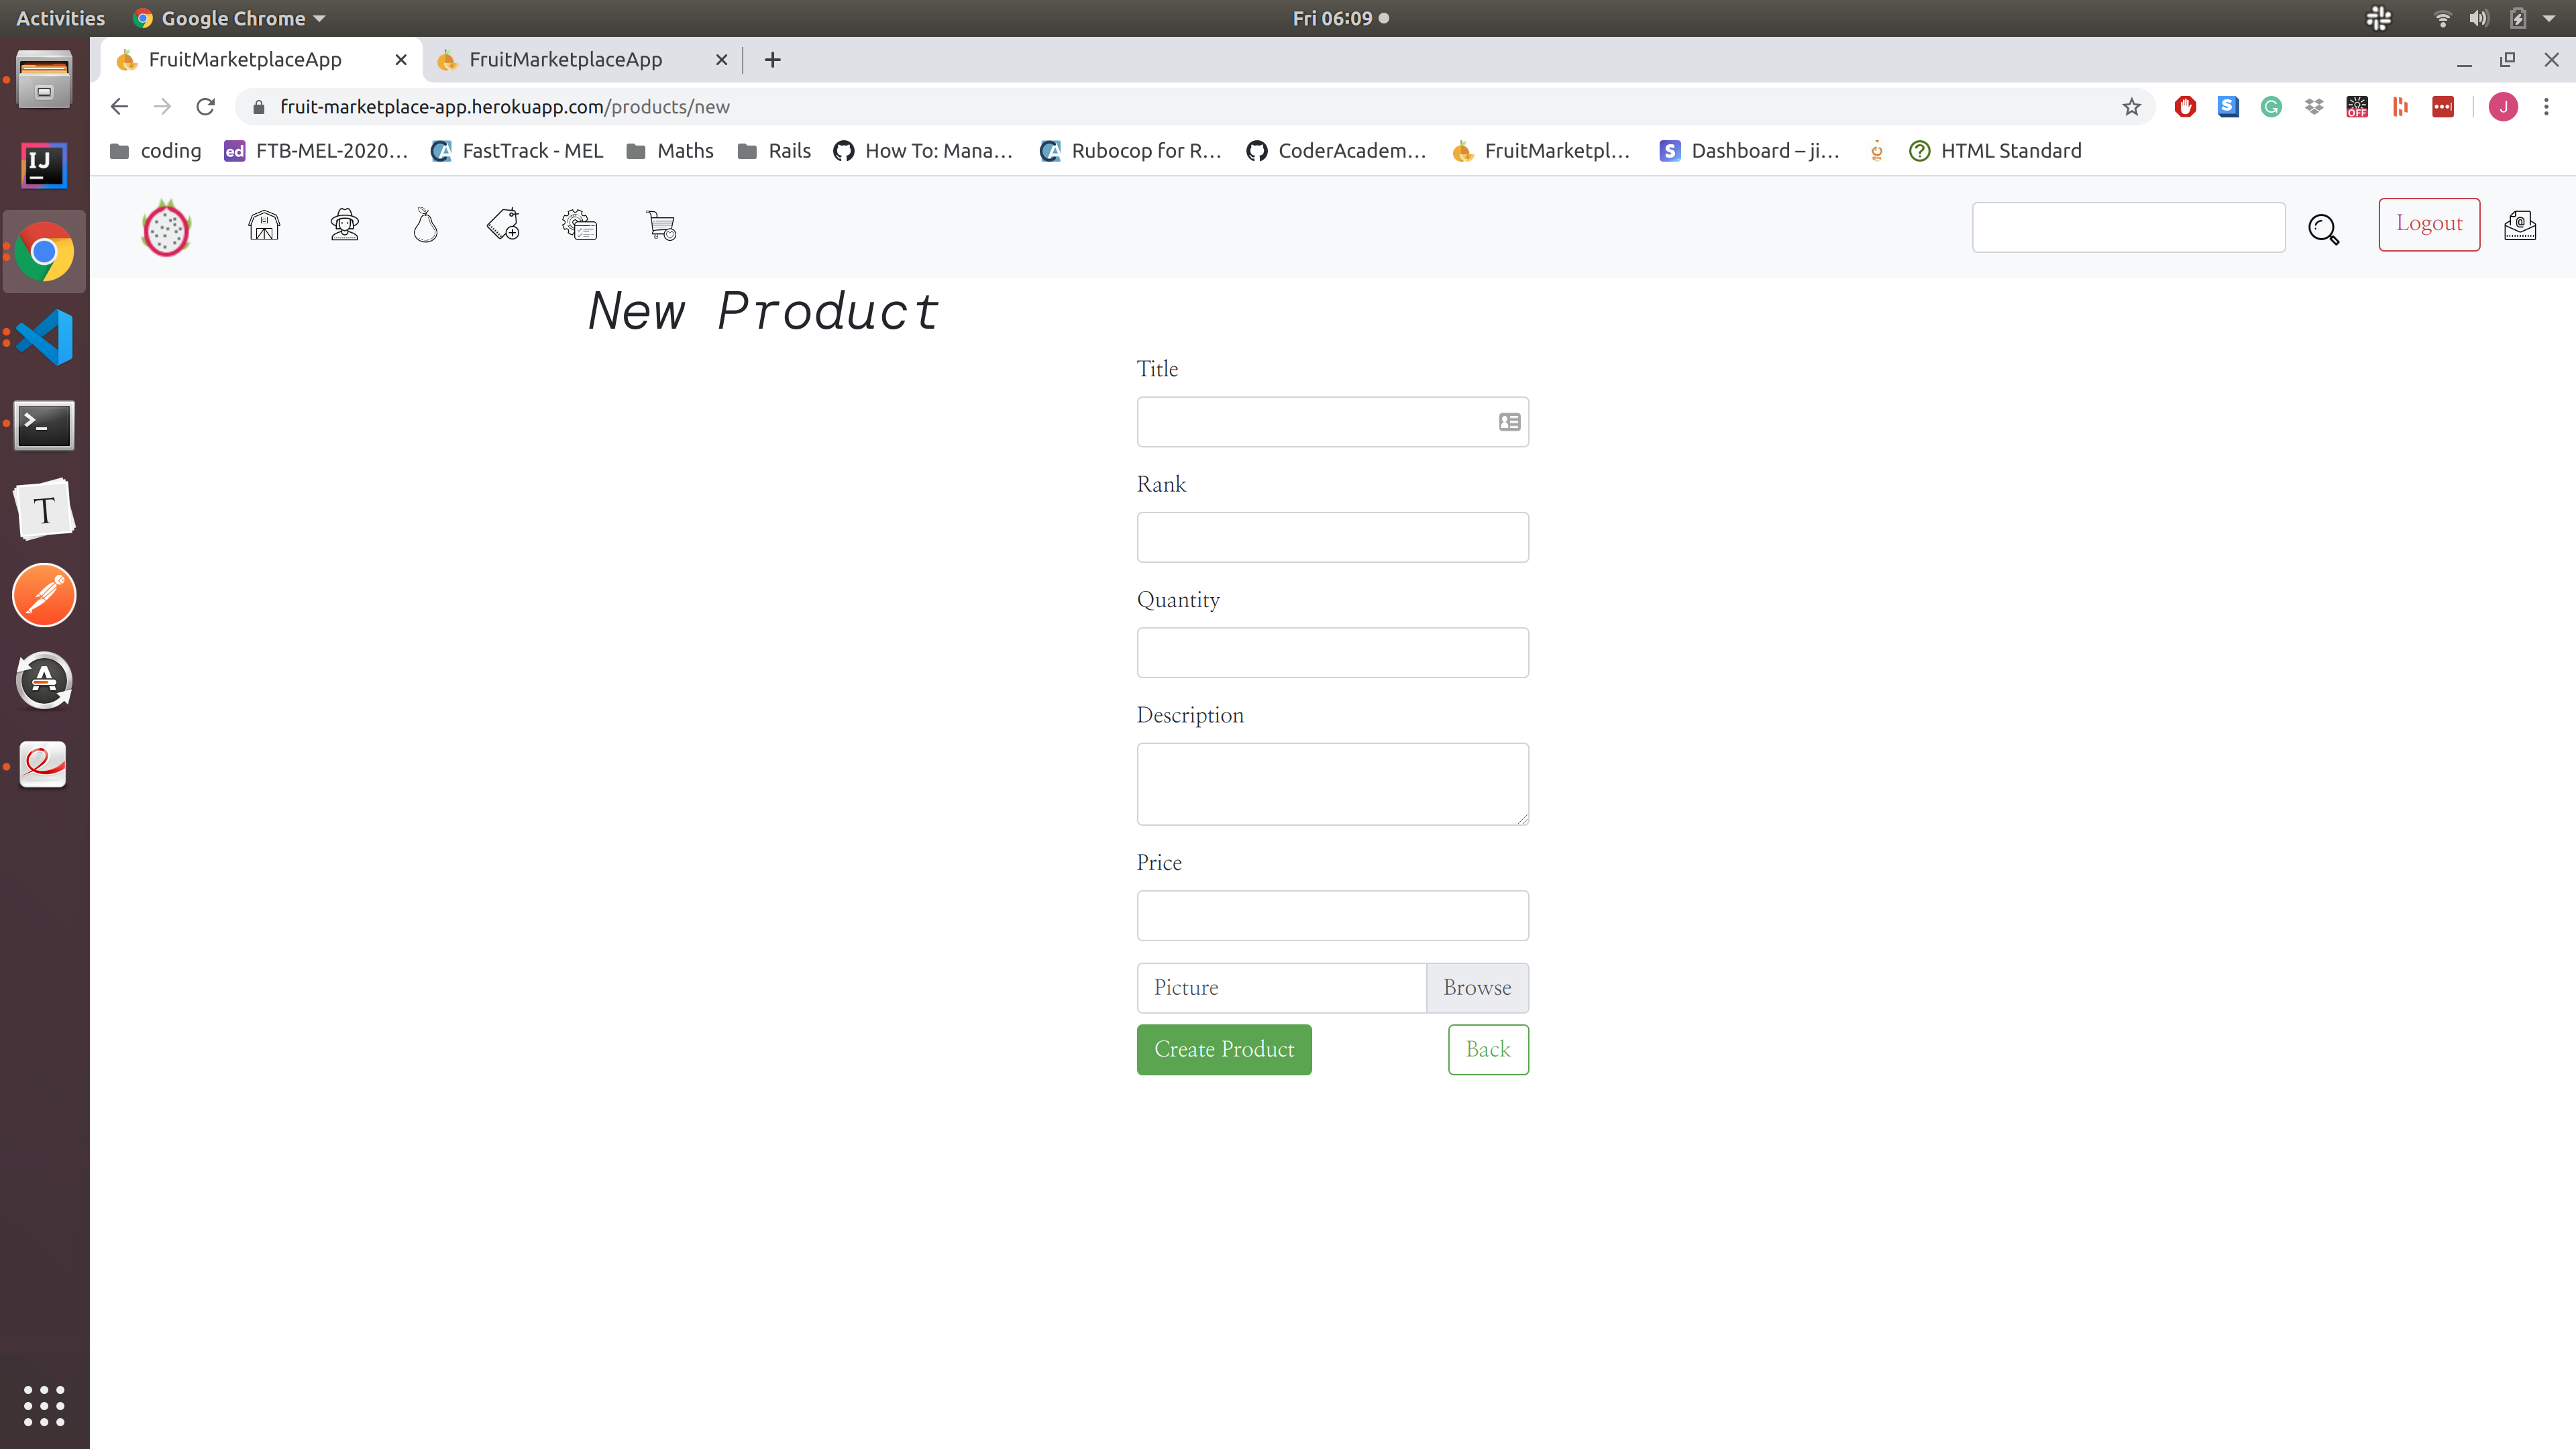 Activities Google Chrome Fri 06:09
FruitMarketplaceApp FruitMarketplaceApp
fruit-marketplace-app.herokuapp.com/products/new J
coding FTB-MEL-2020... FastTrack - MEL Maths Rails How To: Mana... Rubocop for R... CoderAcadem... FruitMarketpl... Dashboard – ji... HTML Standard
Logout
New Product
Title
Rank
Quantity
Description
Price
Picture Browse
Create Product Back